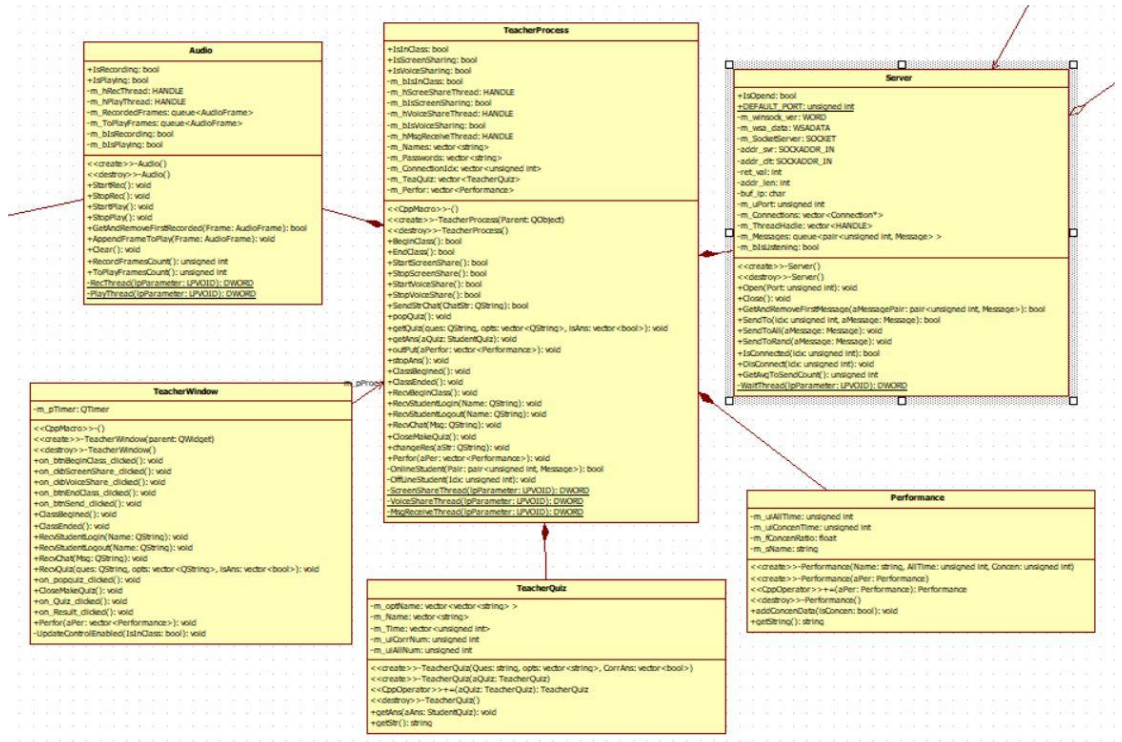 Audio
+IsRecording: bool
+IsPlaying: bool
-m_hRecThread: HANDLE
-m_hPlayThread: HANDLE
-m_RecordedFrames: queue<AudioFrame>
-m_ToPlayFrames: queue<AudioFrame>
-m_bIsRecording: bool
-m_bIsPlaying: bool
<<create>>-Audio()
<<destroy>>-Audio()
+StartRec(): void
+StopRec(): void
+StartPlay(): void
+StopPlay(): void
+GetAndRemoveFirstRecorded(Frame: AudioFrame): bool
+AppendFrameToPlay(Frame: AudioFrame): void
+Clear(): void
+RecordFramesCount(): unsigned int
+ToPlayFramesCount(): unsigned int
-RecThread(lpParameter: LPVOID): DWORD
-PlayThread(lpParameter: LPVOID): DWORD
TeacherProcess
+IsInClass: bool
+IsScreenSharing: bool
+IsVoiceSharing: bool
-m_bIsInClass: bool
-m_hScreeShareThread: HANDLE
-m_bIsScreenSharing: bool
-m_hVoiceShareThread: HANDLE
-m_bIsVoiceSharing: bool
-m_hMsgReceiveThread: HANDLE
-m_Names: vector<string>
-m_Passwords: vector<string>
-m_ConnectionIdx: vector<unsigned int>
-m_TeaQuiz: vector<TeacherQuiz>
-m_Perfor: vector<Performance>
<<CppMacro>>-()
<<create>>-TeacherProcess(Parent: QObject)
<<destroy>>-TeacherProcess()
+BeginClass(): bool
+EndClass(): bool
+StartScreenShare(): bool
+StopScreenShare(): bool
+StartVoiceShare(): bool
+StopVoiceShare(): bool
+SendStrChat(ChatStr: QString): bool
+popQuiz(): void
+getQuiz(ques: QString, opts: vector<QString>, isAns: vector<bool>): void
+getAns(aQuiz: StudentQuiz): void
+outPut(aPerfor: vector<Performance>): void
+stopAns(): void
+ClassBegined(): void
+ClassEnded(): void
+RecvBeginClass(): void
+RecvStudentLogin(Name: QString): void
+RecvStudentLogout(Name: QString): void
+RecvChat(Msg: QString): void
+CloseMakeQuiz(): void
+changeRes(aStr: QString): void
+Perfor(aPer: vector<Performance>): void
-OnlineStudent(Pair: pair<unsigned int, Message>): bool
-OffLineStudent(Idx: unsigned int): void
-ScreenShareThread(lpParameter: LPVOID): DWORD
-VoiceShareThread(lpParameter: LPVOID): DWORD
-MsgReceiveThread(lpParameter: LPVOID): DWORD
Server
+IsOpend: bool
+DEFAULT_PORT: unsigned int
-m_winsock_ver: WORD
-m_wsa_data: WSADATA
-m_SocketServer: SOCKET
-addr_svr: SOCKADDR_IN
-addr_clt: SOCKADDR_IN
-ret_val: int
-addr_len: int
-buf_ip: char
-m_uPort: unsigned int
-m_Connections: vector<Connection*>
-m_ThreadHadle: vector<HANDLE>
-m_Messages: queue<pair<unsigned int, Message> >
-m_bIsListening: bool
<<create>>-Server()
<<destroy>>-Server()
+Open(Port: unsigned int): void
+Close(): void
+GetAndRemoveFirstMessage(aMessagePair: pair<unsigned int, Message>): bool
+SendTo(Idx: unsigned int, aMessage: Message): bool
+SendToAll(aMessage: Message): void
+SendToRand(aMessage: Message): void
+IsConnected(Idx: unsigned int): bool
+DisConnect(Idx: unsigned int): void
+GetAvgToSendCount(): unsigned int
-WaitThread(lpParameter: LPVOID): DWORD
TeacherWindow
-m_pTimer: QTimer
<<CppMacro>>-()
<<create>>-TeacherWindow(parent: QWidget)
<<destroy>>-TeacherWindow()
+on_btnBeginClass_clicked(): void
+on_ckbScreenShare_clicked(): void
+on_ckbVoiceShare_clicked(): void
+on_btnEndClass_clicked(): void
+on_btnSend_clicked(): void
+ClassBegined(): void
+ClassEnded(): void
+RecvStudentLogin(Name: QString): void
+RecvStudentLogout(Name: QString): void
+RecvChat(Msg: QString): void
+RecvQuiz(ques: QString, opts: vector<QString>, isAns: vector<bool>): void
+on_popquiz_clicked(): void
+CloseMakeQuiz(): void
+on_Quiz_clicked(): void
+on_Result_clicked(): void
+Perfor(aPer: vector<Performance>): void
-UpdateControlEnabled(IsInClass: bool): void
TeacherQuiz
-m_optName: vector<vector<string> >
-m_Name: vector<string>
-m_Time: vector<unsigned int>
-m_uiCorrNum: unsigned int
-m_uiAllNum: unsigned int
<<create>>-TeacherQuiz(Ques: string, opts: vector<string>, CorrAns: vector<bool>)
<<create>>-TeacherQuiz(aQuiz: TeacherQuiz)
<<CppOperator>>+=(aQuiz: TeacherQuiz): TeacherQuiz
<<destroy>>-TeacherQuiz()
+getAns(aAns: StudentQuiz): void
+getStr(): string
Performance
-m_uiAllTime: unsigned int
-m_uiConcenTime: unsigned int
-m_fConcenRatio: float
-m_sName: string
<<create>>-Performance(Name: string, AllTime: unsigned int, Concen: unsigned int)
<<create>>-Performance(aPer: Performance)
<<CppOperator>>+=(aPer: Performance): Performance
<<destroy>>-Performance()
+addConcenData(isConcen: bool): void
+getString(): string